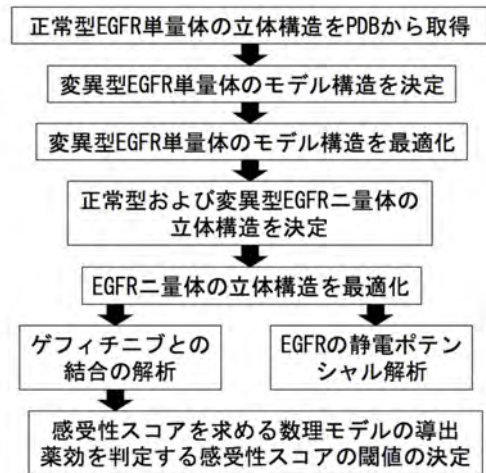 正常型EGFR単量体の立体構造をPDBから取得
変異型EGFR単量体のモデル構造を決定
変異型EGFR単量体のモデル構造を最適化
正常型および変異型EGFR二量体の
立体構造を決定
EGFR二量体の立体構造を最適化
ゲフィチニブとの
結合の解析
EGFRの静電ポテン
シャル解析
感受性スコアを求める数理モデルの導出
薬効を判定する感受性スコアの閾値の決定